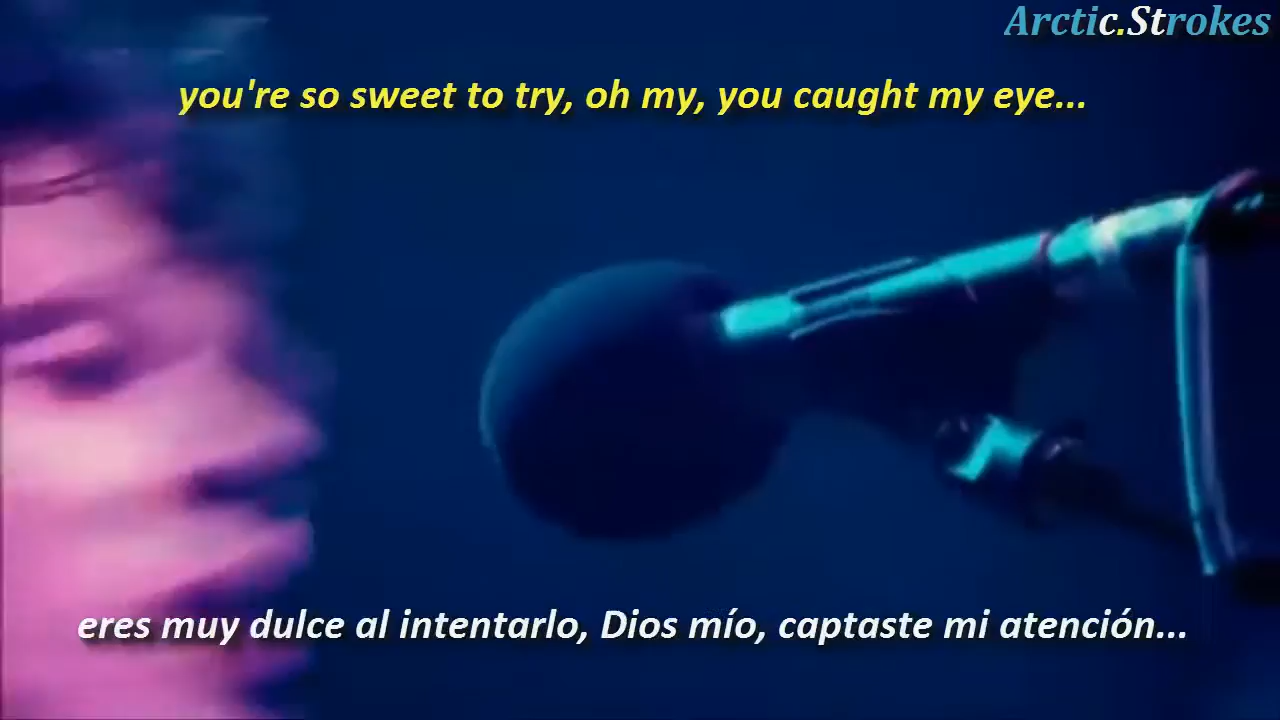 Arctic.Strokes
you're so sweet to try, oh my, you caught my eye...
eres muy dulce al intentarlo, Dios mío, captaste mi atención...